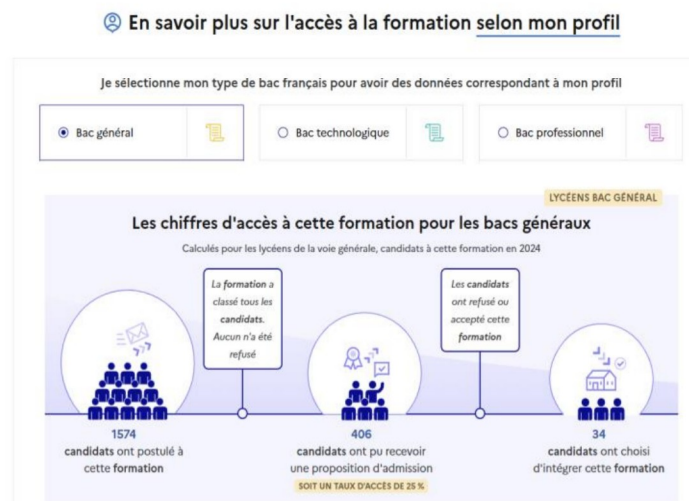 En savoir plus sur l'accès à la formation selon mon profil
Je sélectionne mon type de bac français pour avoir des données correspondant à mon profil
Bac général
Bac technologique
Bac professionnel
LYCÉENS BAC GÉNÉRAL
Les chiffres d'accès à cette formation pour les bacs généraux
Calculés pour les lycéens de la voie générale, candidats à cette formation en 2024
La formation a
classé tous les
candidats.
Aucun n'a été
refusé
Les candidats
ont refusé ou
accepté cette
formation
1574
candidats ont postulé à
cette formation
406
candidats ont pu recevoir
une proposition d'admission
SOIT UN TAUX D'ACCÈS DE 25 %
34
candidats ont choisi
d'intégrer cette formation